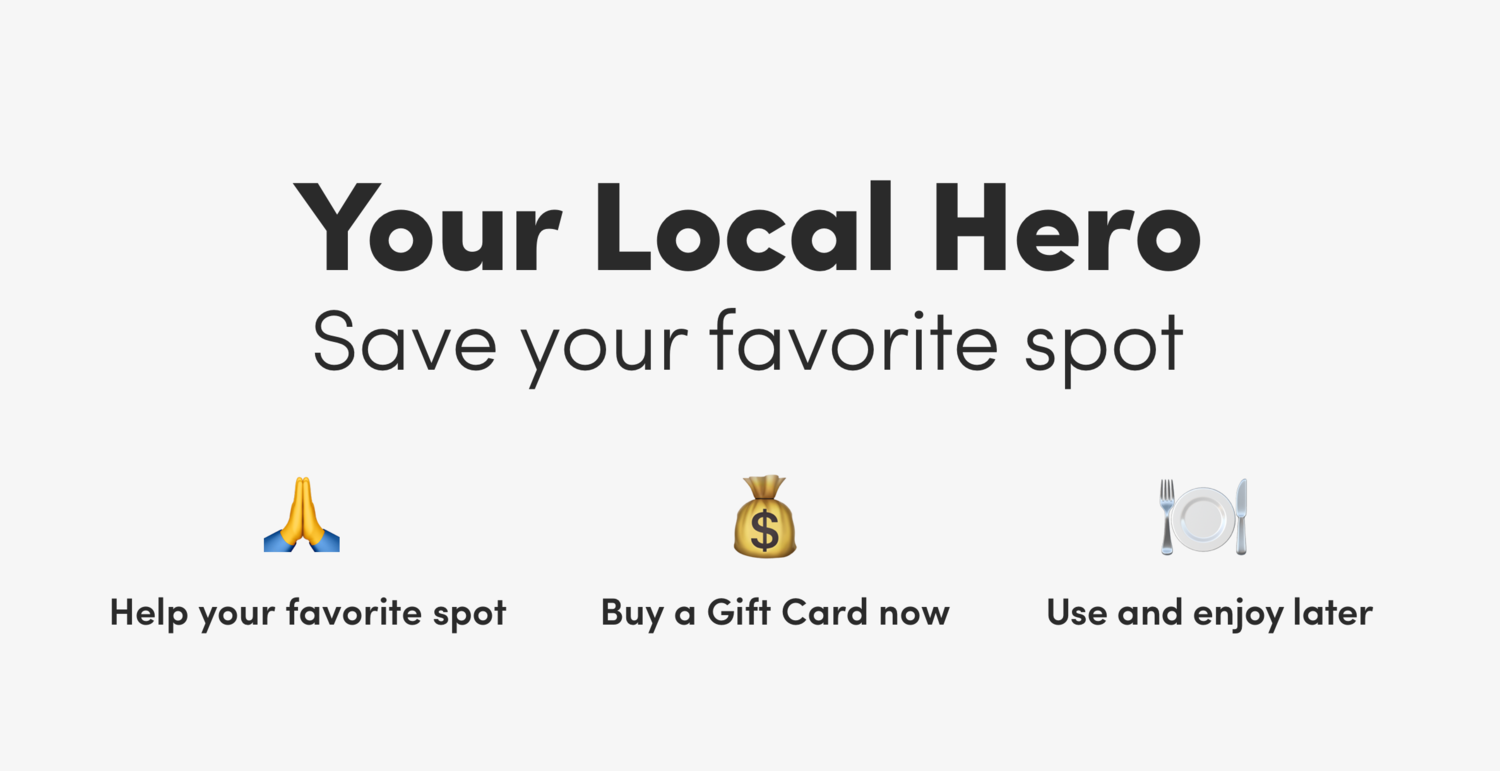 Your Local Hero
Save your favorite spot
$
Help your favorite spot
Buy a Gift Card now
Use and enjoy later